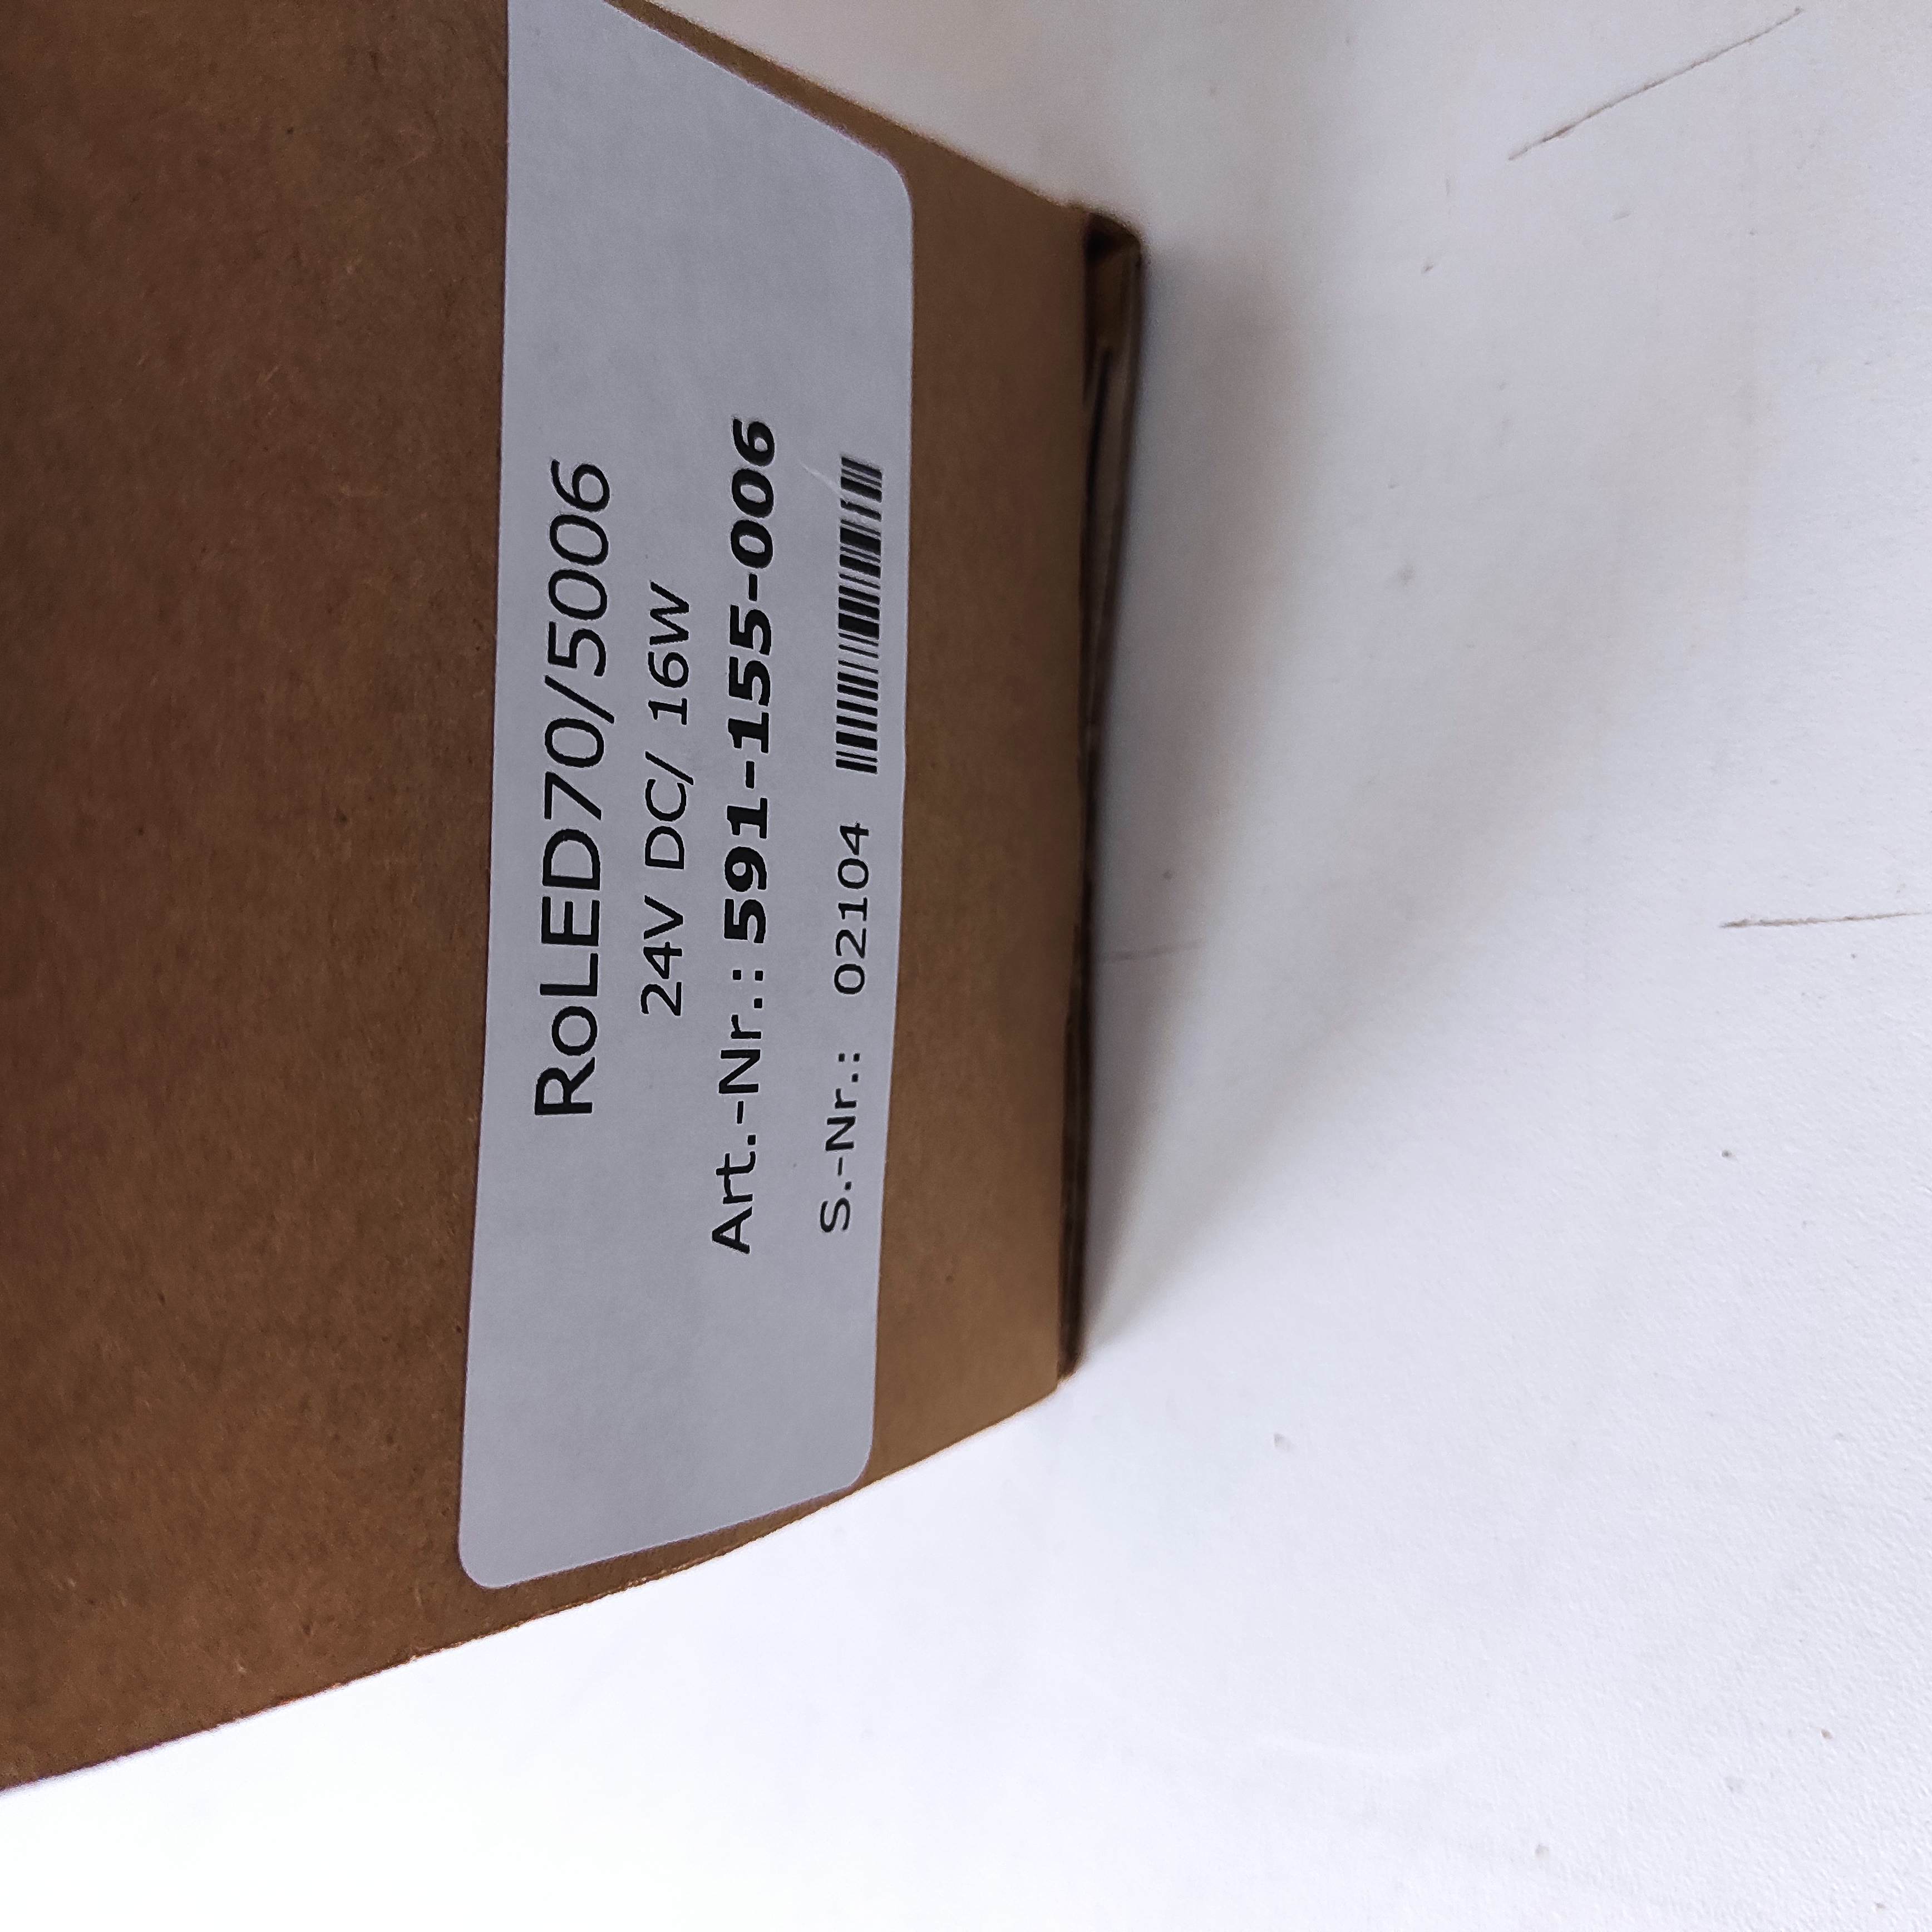 RoLED70/5006
24V DC/ 16W
Art.-Nr.: 591-155-006
S.-Nr.: 02104